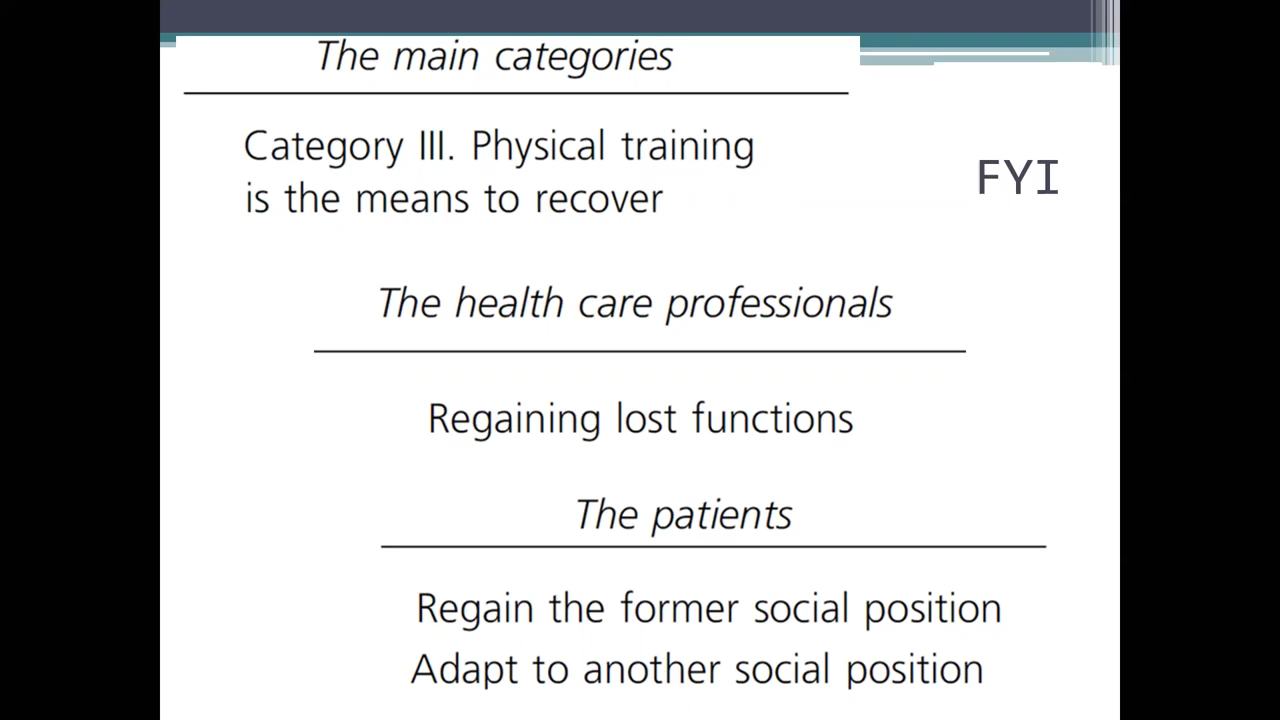 The main categories
Category III. Physical training
is the means to recover
FYI
The health care professionals
Regaining lost functions
The patients
Regain the former social position
Adapt to another social position